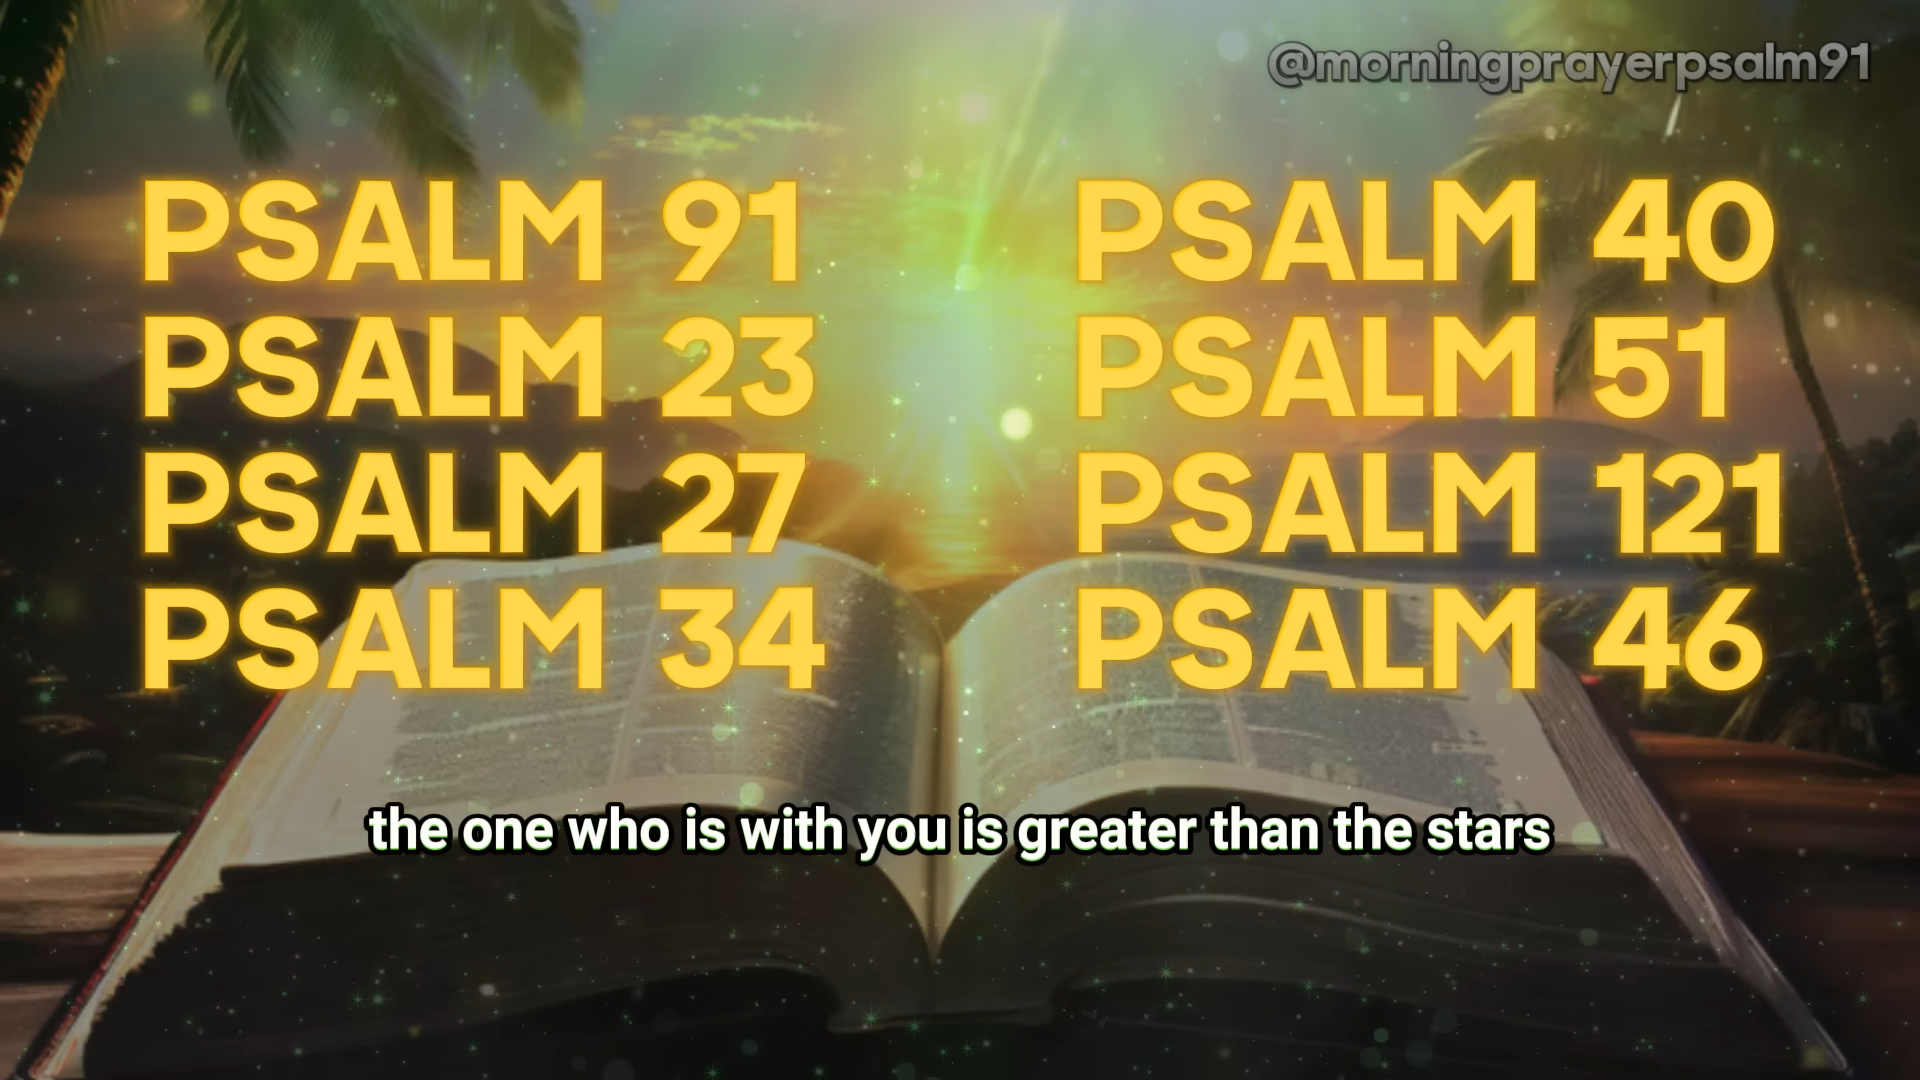 @morningprayerpsalm91
PSALM 91
PSALM 23
PSALM 27
PSALM 34
PSALM 40
PSALM 51
PSALM 121
PSALM 46
the one who is with you is greater than the stars